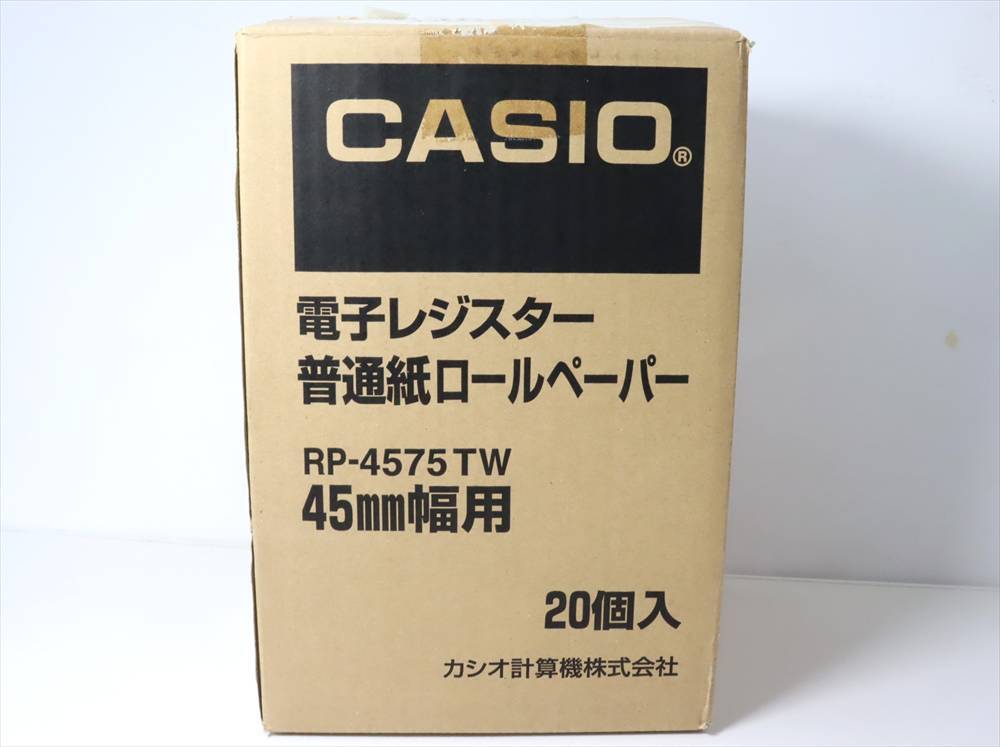 CASIO®
電子レジスター
普通紙ロールペーパー
RP-4575TW
45mm幅用
20個入
カシオ計算機株式会社